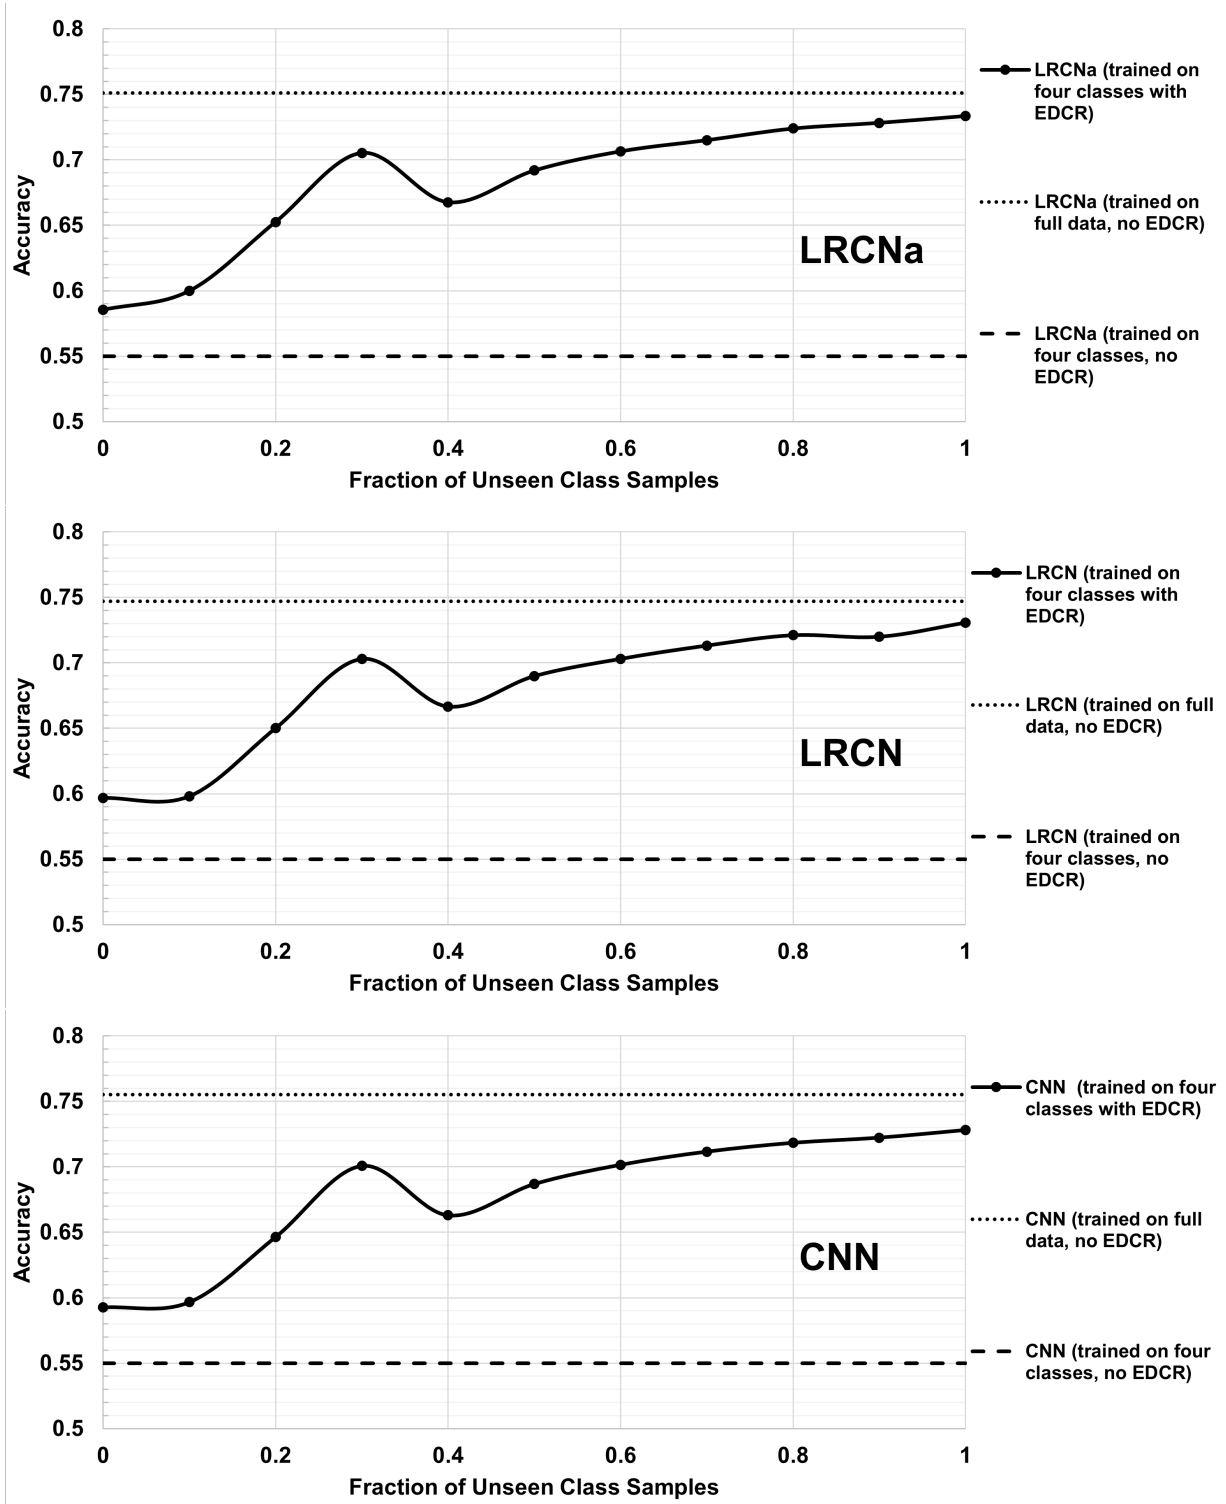 0.8
0.75
0.7
0.65
0.6
0.55
0.5
Accuracy
0 0.2 0.4 0.6 0.8 1
Fraction of Unseen Class Samples
LRCNa
LRCNa (trained on
four classes with
EDCR)
LRCNa (trained on
full data, no EDCR)
LRCNa (trained on
four classes, no
EDCR)
0.8
0.75
0.7
0.65
0.6
0.55
0.5
Accuracy
0 0.2 0.4 0.6 0.8 1
Fraction of Unseen Class Samples
LRCN
LRCN (trained on
four classes with
EDCR)
LRCN (trained on full
data, no EDCR)
LRCN (trained on
four classes, no
EDCR)
0.8
0.75
0.7
0.65
0.6
0.55
0.5
Accuracy
0 0.2 0.4 0.6 0.8 1
Fraction of Unseen Class Samples
CNN
CNN  (trained on four
classes with EDCR)
CNN (trained on full
data, no EDCR)
CNN (trained on four
classes, no EDCR)